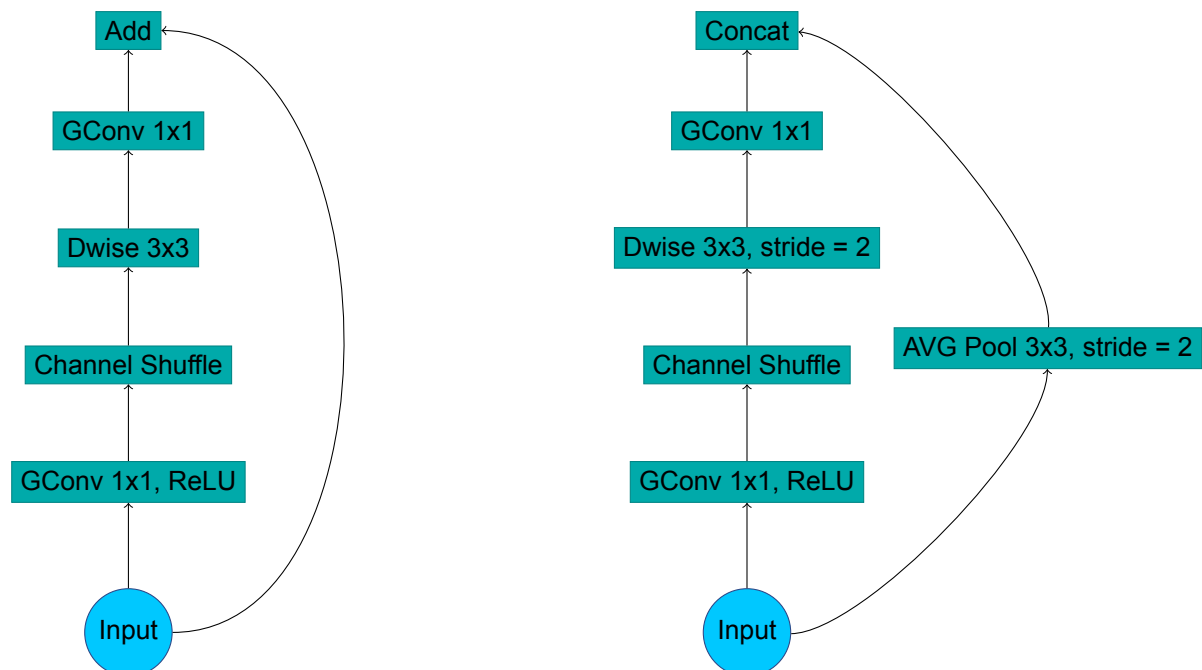 Add
GConv 1x1
Dwise 3x3
Channel Shuffle
GConv 1x1, ReLU
Input
Concat
GConv 1x1
Dwise 3x3, stride = 2
Channel Shuffle
AVG Pool 3x3, stride = 2
GConv 1x1, ReLU
Input